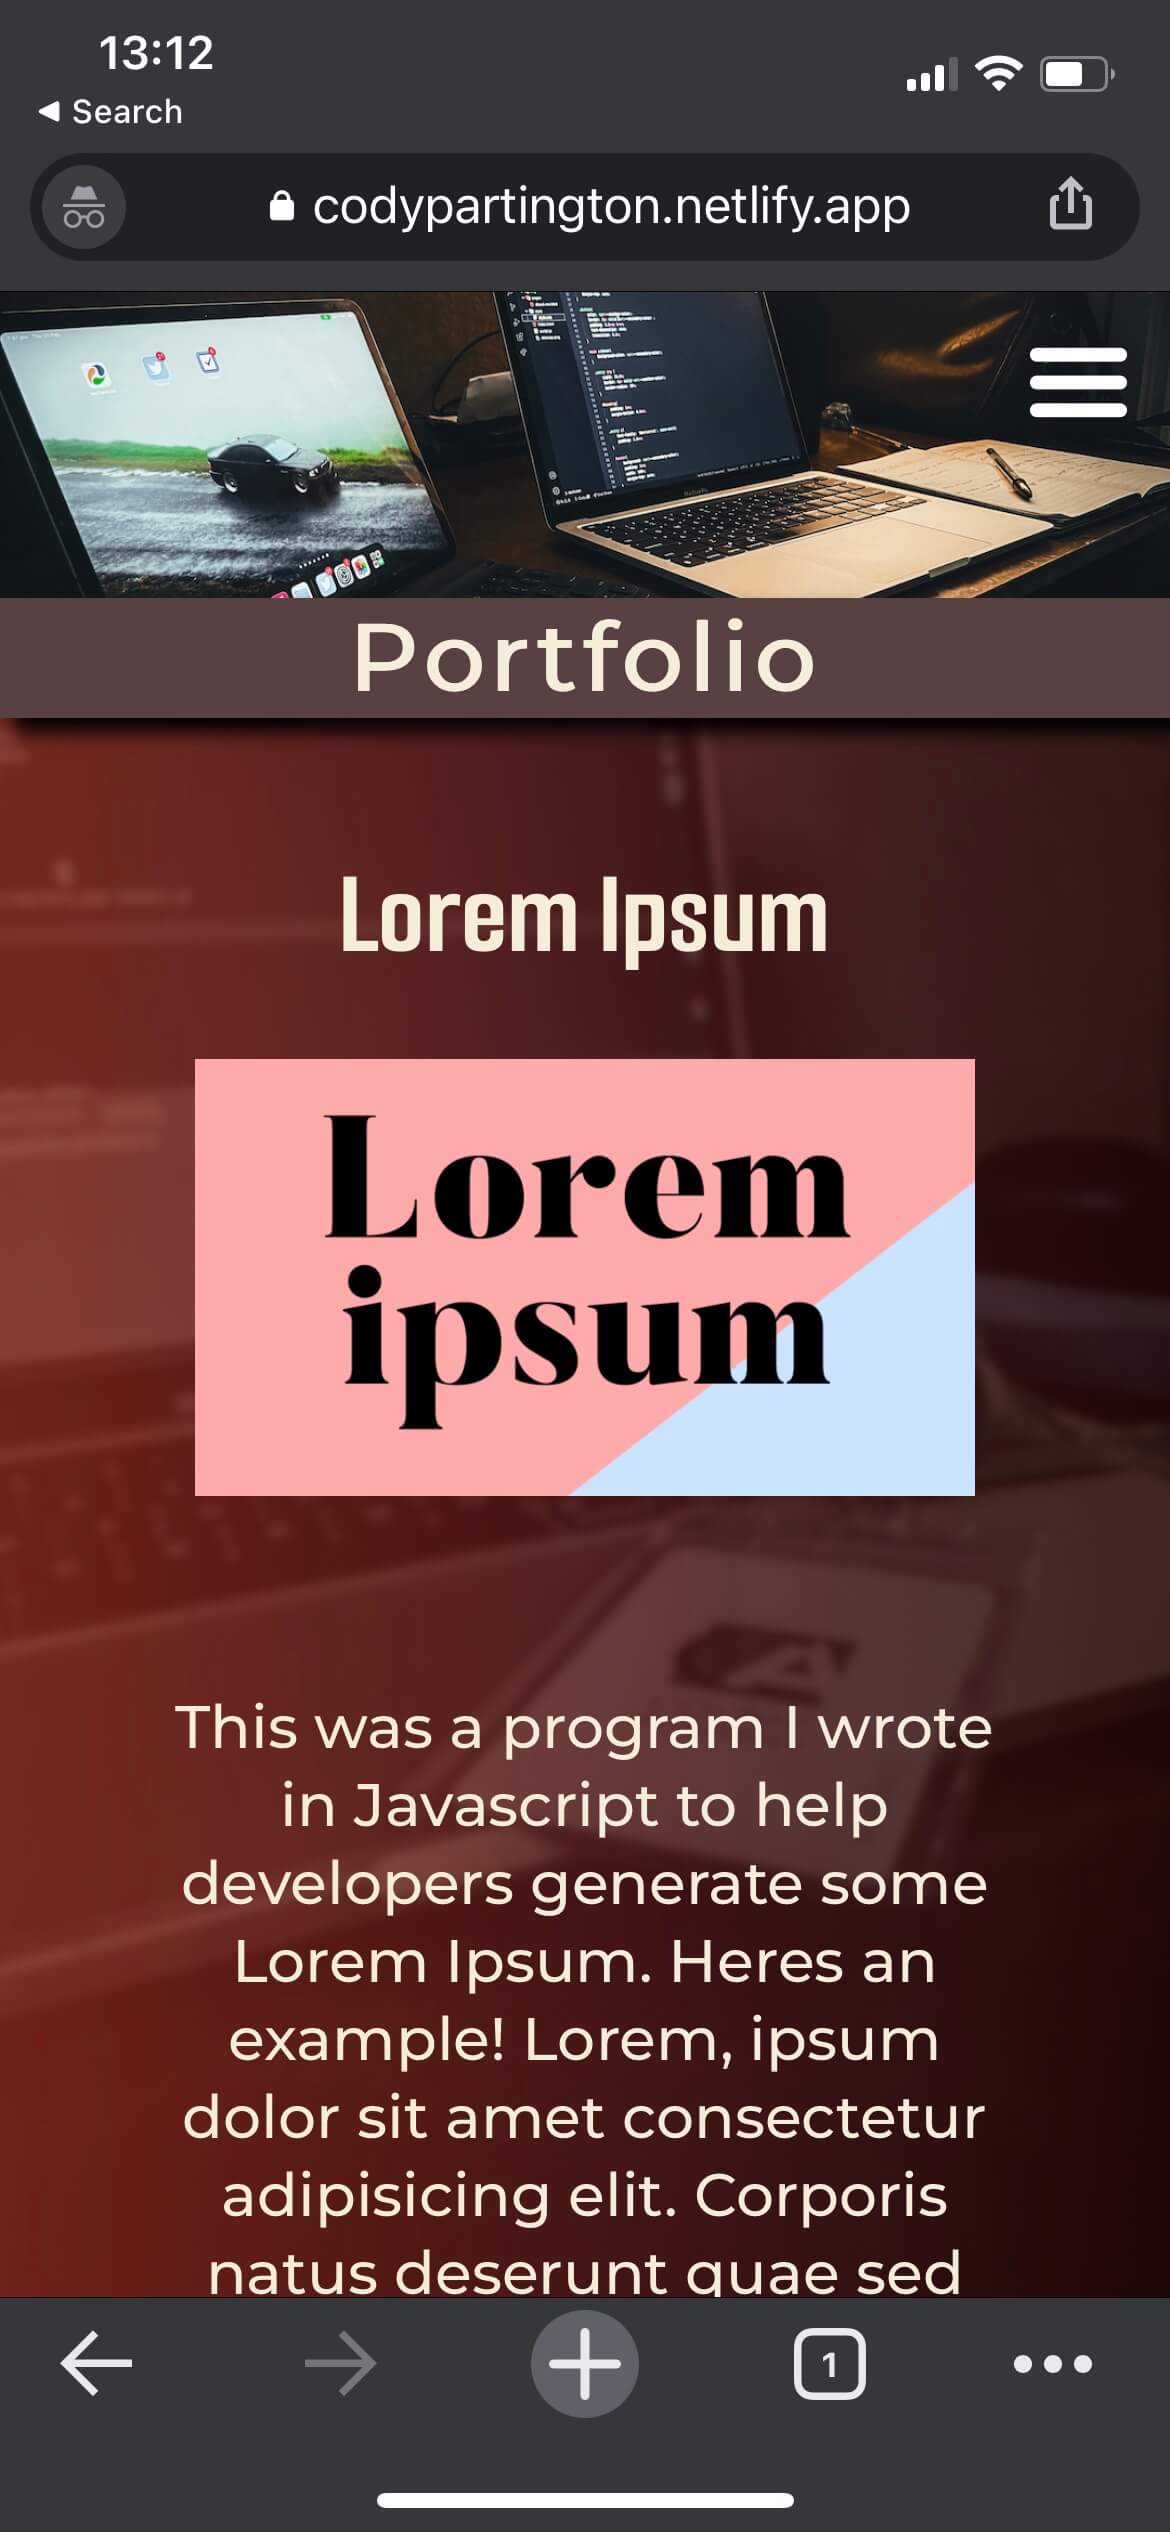 13:12
Search
codypartington.netlify.app
Portfolio
Lorem Ipsum
Lorem
ipsum
This was a program I wrote
in Javascript to help
developers generate some
Lorem Ipsum. Heres an
example! Lorem, ipsum
dolor sit amet consectetur
adipisicing elit. Corporis
natus deserunt quae sed
1